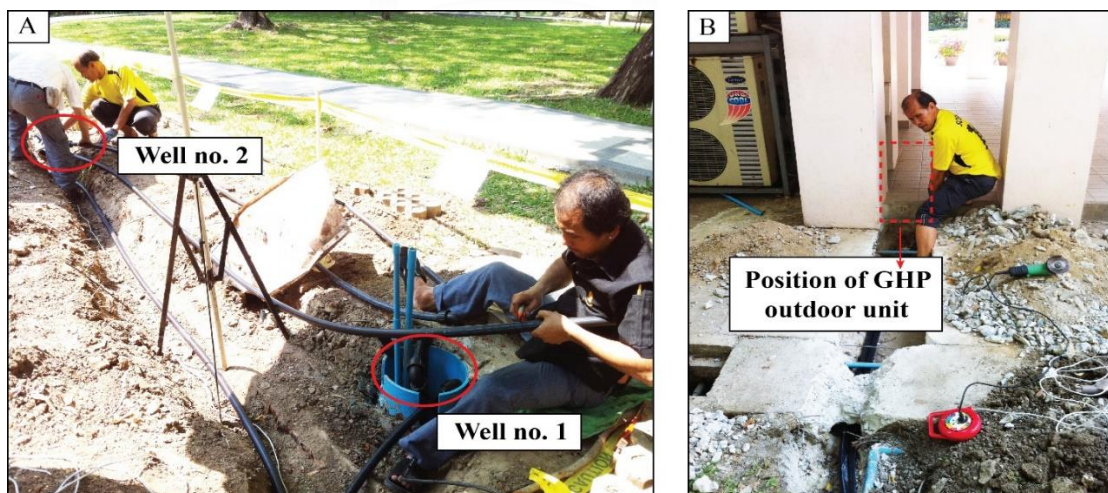 A
Well no. 2
Well no. 1
B
Position of GHP
outdoor unit